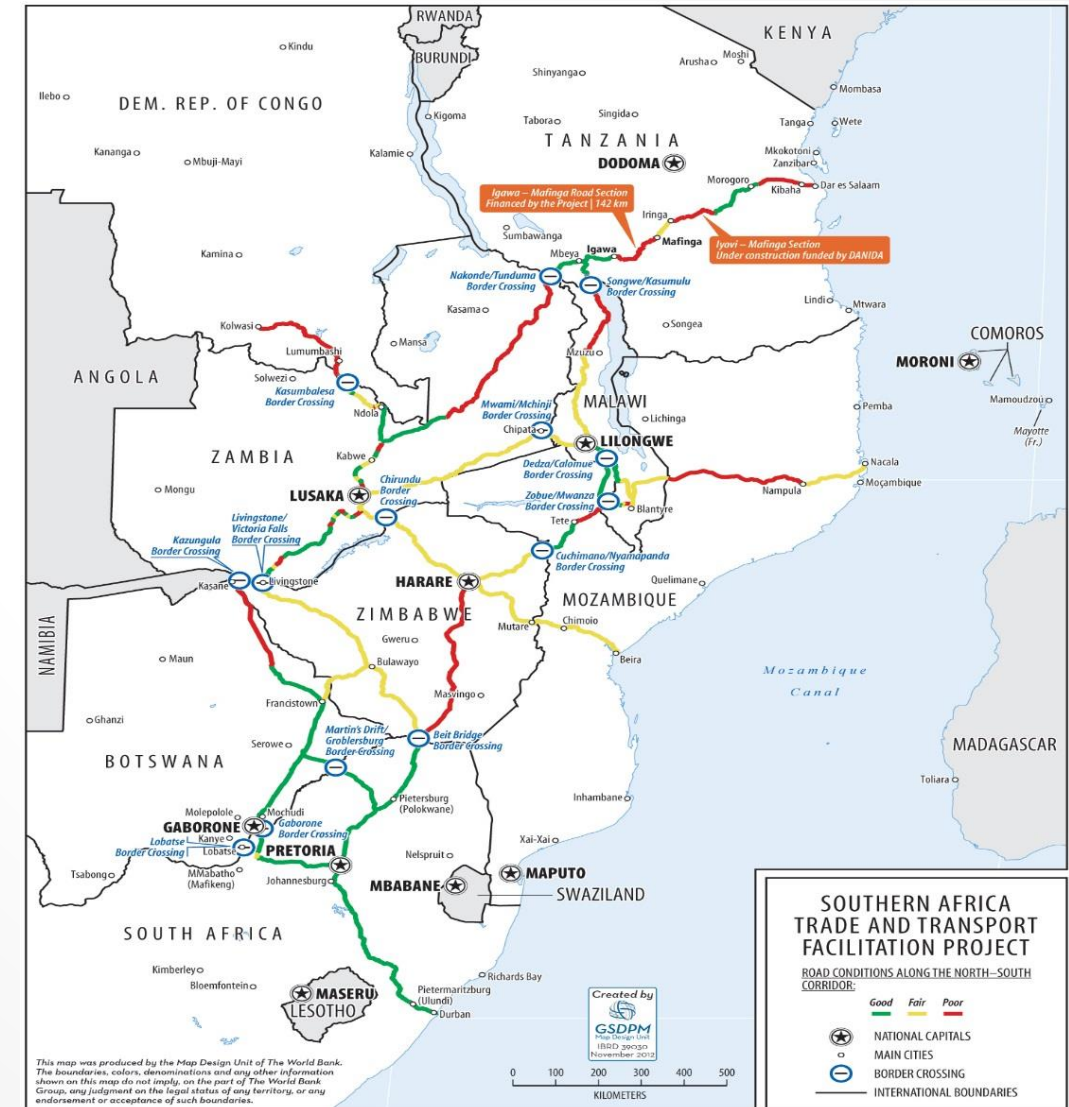 RWANDA
BURUNDI
KENYA
Kindu
Ilebo
DEM. REP. OF CONGO
Shinyanga
Arusha
Moshi
Mombasa
Kigoma
Tabora
Singida
Tanga
Wete
Kananga
Mbuji-Mayi
Kalamie
TANZANIA
DODOMA
Mkokotoni
Zanzibar
Igawa – Mafinga Road Section
Financed by the Project | 142 km
Morogoro
Kibaha
Dar es Salaam
Iringa
Mafinga
Iyovi – Mafinga Section
Under construction funded by DANIDA
Sumbawanga
Mbeya
Igawa
Kamina
Nakonde/Tunduma
Border Crossing
Songwe/Kasumulu
Border Crossing
Kasama
Lindi
Mtwara
Songea
Kolwasi
Lumumbashi
Mansa
Mzuzu
COMOROS
MORONI
Mamoudzou
Mayotte
(Fr.)
ANGOLA
Solwezi
Kasumbalesa
Border Crossing
Ndola
Mwami/Mchinji
Border Crossing
Chipata
MALAWI
Lichinga
Pemba
ZAMBIA
Kabwe
LILONGWE
Dedza/Calomue
Border Crossing
Nacala
Moçambique
Nampula
Mongu
LUSAKA
Chirundu
Border
Crossing
Zobue/Mwanza
Border Crossing
Tete
Blantyre
Livingstone/
Victoria Falls
Border Crossing
Kazungula
Border Crossing
Kasane
Livingstone
Cuchimano/Nyamapanda
Border Crossing
HARARE
Quelimane
ZIMBABWE
MOZAMBIQUE
NAMIBIA
Maun
Gweru
Mutare
Chimoio
Beira
Bulawayo
Mozambique
Canal
Ghanzi
Francistown
Masvingo
Serowe
Martin's Drift/
Groblersburg
Border Crossing
Beit Bridge
Border Crossing
BOTSWANA
MADAGASCAR
Toliara
Pietersburg
(Polokwane)
Inhambane
Molepolole
Mochudi
GABORONE
Gaborone
Border Crossing
Kanye
Lobatse
Border Crossing
Lobatse
PRETORIA
Nelspruit
Xai-Xai
MAPUTO
Tsabong
MMabatho
(Mafikeng)
Johannesburg
MBABANE
SWAZILAND
SOUTH AFRICA
Kimberley
Bloemfontein
MASERU
LESOTHO
Richards Bay
Pietermaritzburg
(Ulundi)
Durban
Created by
GSDPM
Map Design Unit
IBRD 39030
November 2012
0 100 200 300 400 500
KILOMETERS
This map was produced by the Map Design Unit of The World Bank.
The boundaries, colors, denominations and any other information
shown on this map do not imply, on the part of The World Bank
Group, any judgment on the legal status of any territory, or any
endorsement or acceptance of such boundaries.
SOUTHERN AFRICA
TRADE AND TRANSPORT
FACILITATION PROJECT
ROAD CONDITIONS ALONG THE NORTH–SOUTH
CORRIDOR:
Good Fair Poor
NATIONAL CAPITALS
MAIN CITIES
BORDER CROSSING
INTERNATIONAL BOUNDARIES